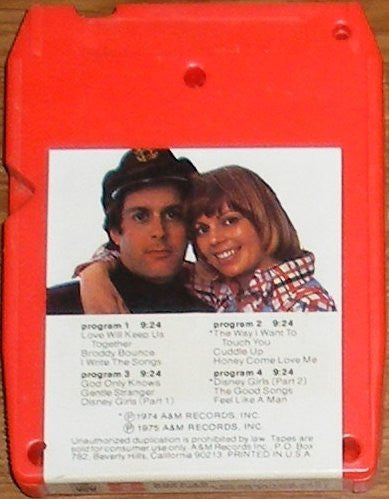 program 1 9:24
Love Will Keep Us
Together
Broddy Bounce
I Write The Songs
program 2 9:24
*The Way I Want To
Touch You
Cuddle Up
Honey Come Love Me
program 3 9:24
God Only Knows
Gentle Stranger
Disney Girls (Part 1)
program 4 9:24
*Disney Girls (Part 2)
The Good Songs
Feel Like A Man
*℗ 1974 A&M RECORDS, INC.
℗ 1975 A&M RECORDS, INC.
Unauthorized duplication is prohibited by law. Tapes are
sold for consumer use only. A&M Records Inc. P.O. Box
782, Beverly Hills, California 90213. PRINTED IN U.S.A.